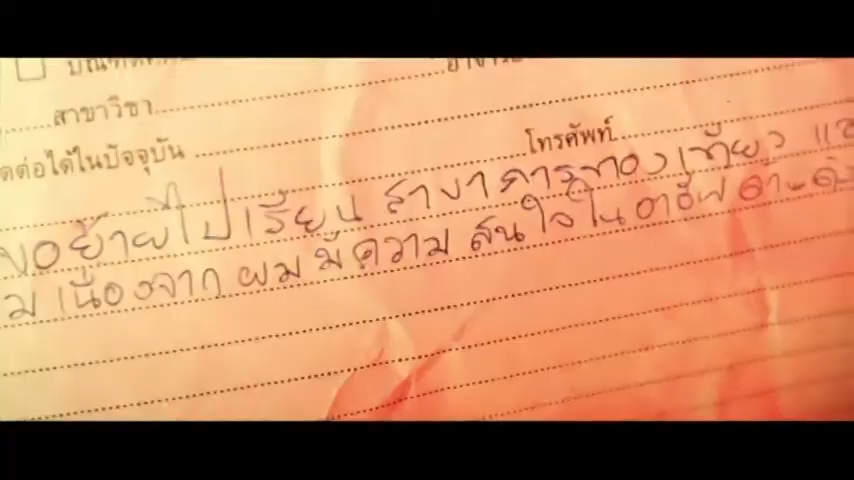 สาขาวิชา
ดต่อได้ในปัจจุบัน โทรศัพท์
ขอย้ายไปเรียน สาขาการท่องเที่ยว
ม เนื่องจาก ผม มีความ สนใจใน อาชีพ